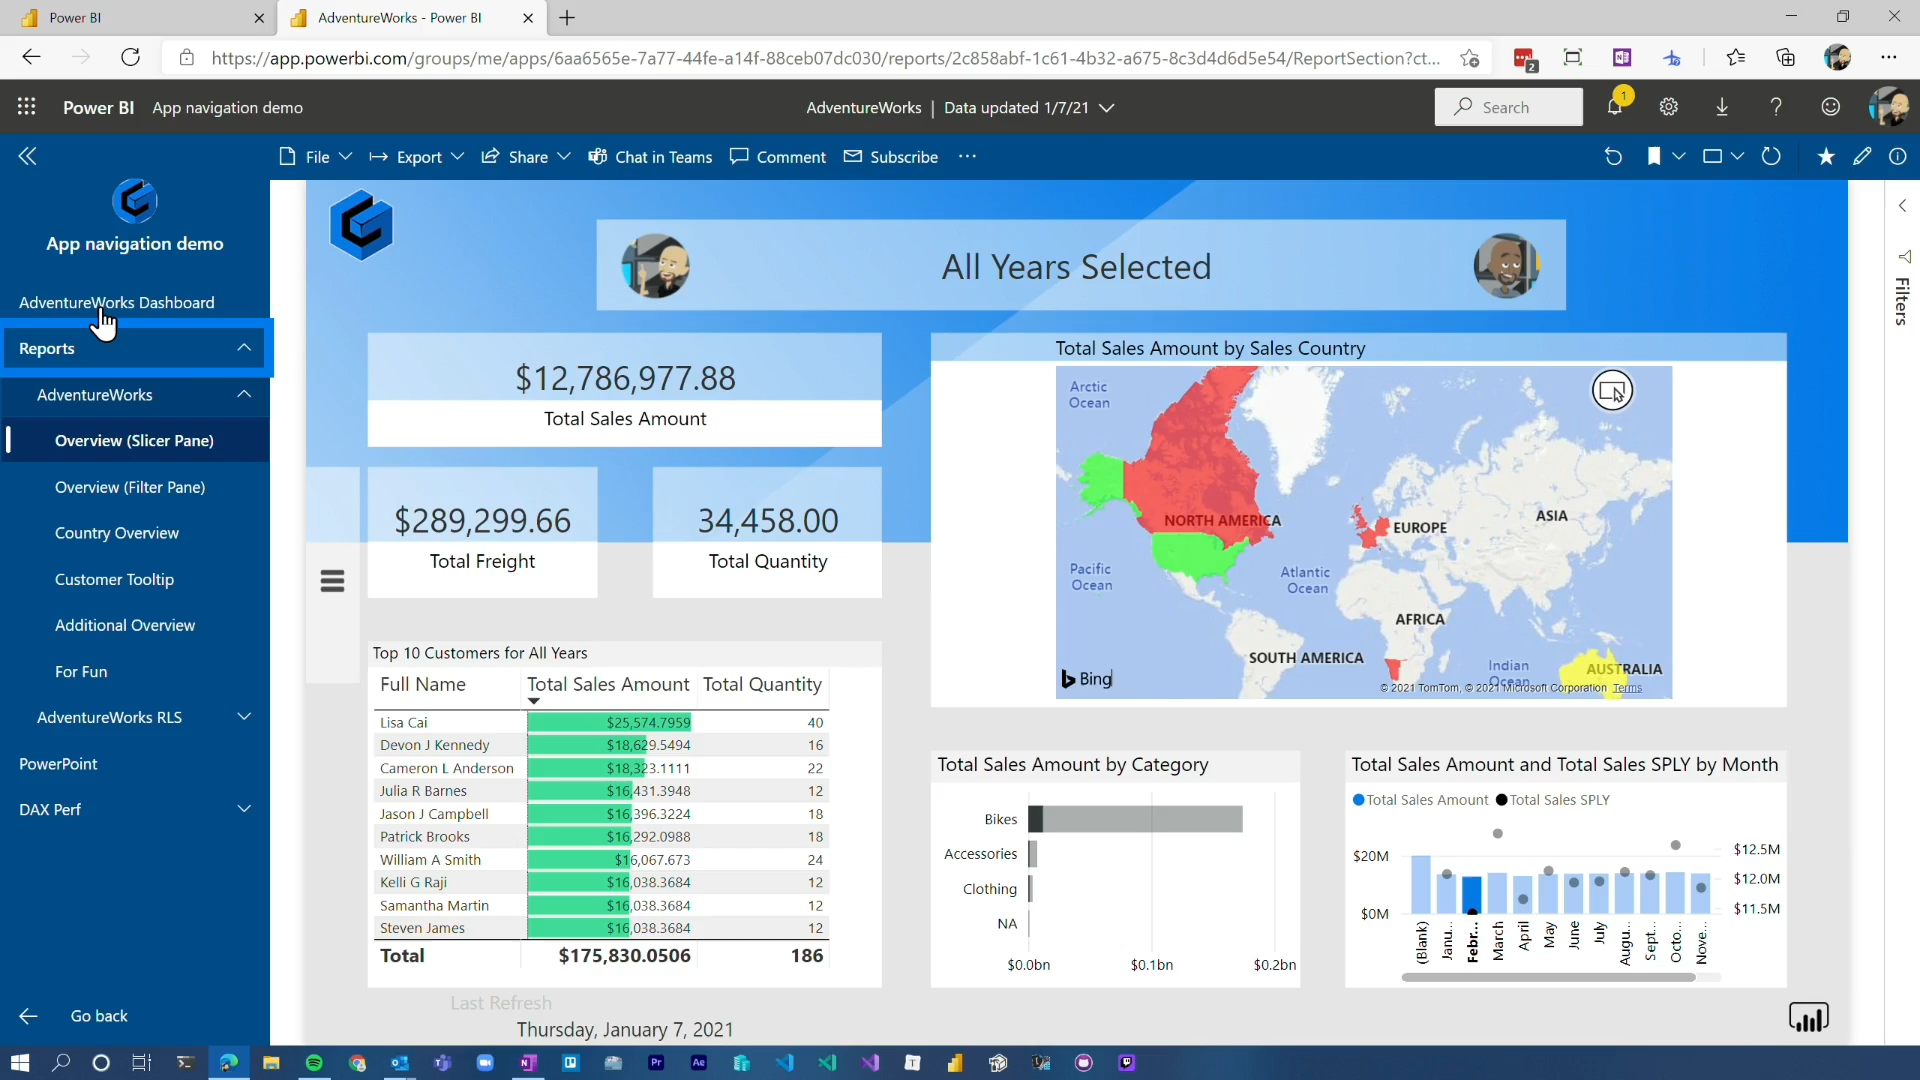 Power BI
AdventureWorks - Power BI
https://app.powerbi.com/groups/me/apps/6aa6565e-7a77-44fe-a14f-88ceb07dc030/reports/2c858abf-1c61-4b32-a675-8c3d4d6d5e54/ReportSection?ct...
2
Power BI App navigation demo
AdventureWorks | Data updated 1/7/21
Search
1
File
Export
Share
Chat in Teams
Comment
Subscribe
App navigation demo
AdventureWorks Dashboard
Reports
AdventureWorks
Overview (Slicer Pane)
Overview (Filter Pane)
Country Overview
Customer Tooltip
Additional Overview
For Fun
AdventureWorks RLS
PowerPoint
DAX Perf
Go back
All Years Selected
$12,786,977.88
Total Sales Amount
$289,299.66
Total Freight
34,458.00
Total Quantity
Top 10 Customers for All Years
Full Name Total Sales Amount Total Quantity
Lisa Cai $25,574.7959 40
Devon J Kennedy $18,629.5494 16
Cameron L Anderson $18,323.1111 22
Julia R Barnes $16,431.3948 12
Jason J Campbell $16,396.3224 18
Patrick Brooks $16,292.0988 18
William A Smith $16,067.673 24
Kelli G Raji $16,038.3684 12
Samantha Martin $16,038.3684 12
Steven James $16,038.3684 12
Total $175,830.0506 186
Last Refresh
Thursday, January 7, 2021
Total Sales Amount by Sales Country
Arctic
Ocean
NORTH AMERICA
EUROPE
ASIA
Pacific
Ocean
Atlantic
Ocean
AFRICA
SOUTH AMERICA
Indian
Ocean
AUSTRALIA
Bing
© 2021 TomTom, © 2021 Microsoft Corporation Terms
Total Sales Amount by Category
Bikes
Accessories
Clothing
NA
$0.0bn $0.1bn $0.2bn
Total Sales Amount and Total Sales SPLY by Month
Total Sales Amount Total Sales SPLY
$20M
$0M
$12.5M
$12.0M
$11.5M
(Blank)
Janu...
Febr...
March
April
May
June
July
Augu...
Sept...
Octo...
Nove...
Filters
Pr
Ae